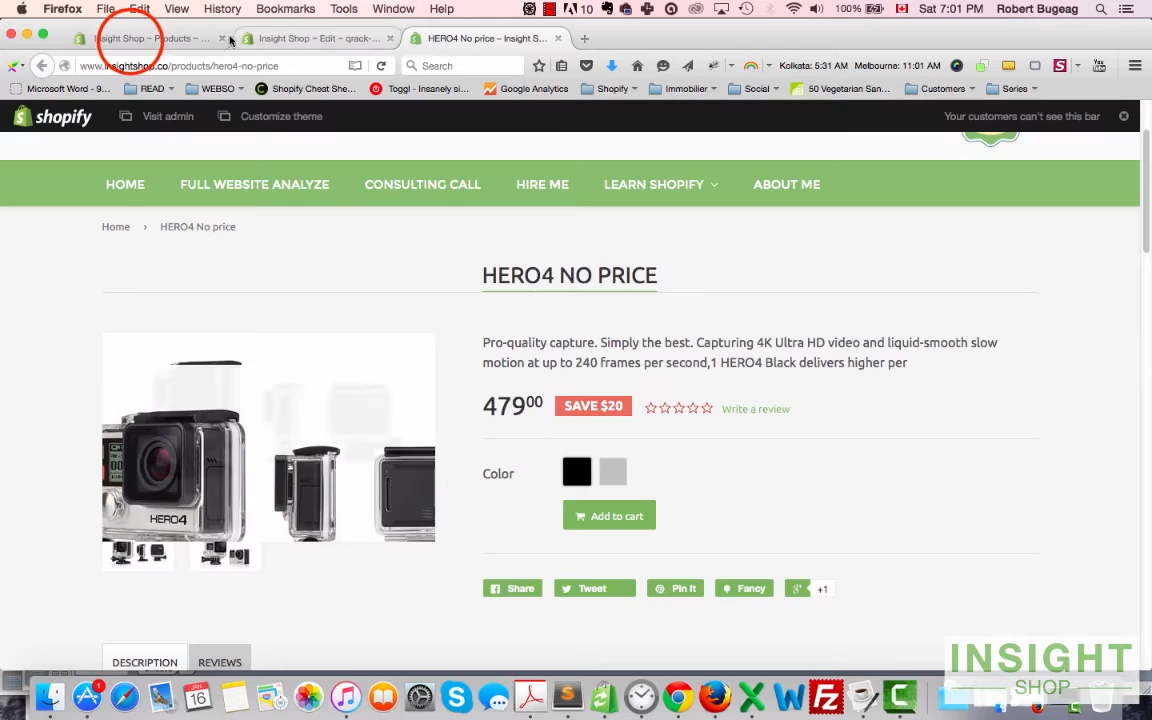 Firefox File Edit View History Bookmarks Tools Window Help 10 100% Sat 7:01 PM Robert Bugeag
Insight Shop ~ Products ~ ... Insight Shop ~ Edit ~ qrack-... HERO4 No price – Insight S...
www.insightshop.co/products/hero4-no-price Search Kolkata: 5:31 AM Melbourne: 11:01 AM
Microsoft Word - 9... READ WEBSO Shopify Cheat She... Toggl - Insanely si... Google Analytics Shopify Immobilier Social 50 Vegetarian San... Customers Series
shopify Visit admin Customize theme Your customers can't see this bar
HOME FULL WEBSITE ANALYZE CONSULTING CALL HIRE ME LEARN SHOPIFY ABOUT ME
Home › HERO4 No price
HERO4 NO PRICE
Pro-quality capture. Simply the best. Capturing 4K Ultra HD video and liquid-smooth slow
motion at up to 240 frames per second,1 HERO4 Black delivers higher per
47900 SAVE $20 Write a review
Color
HERO4
Add to cart
Share Tweet Pin It Fancy +1
DESCRIPTION REVIEWS
INSIGHT
SHOP
JAN
16